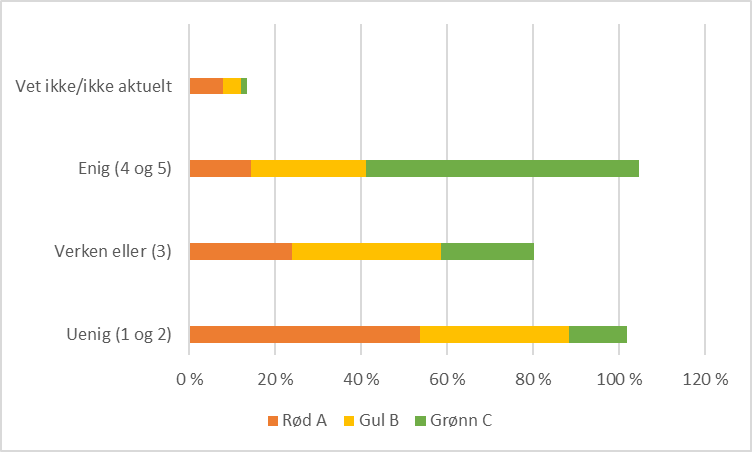 Vet ikke/ikke aktuelt
Enig (4 og 5)
Verken eller (3)
Uenig (1 og 2)
0 % 20 % 40 % 60 % 80 % 100 % 120 %
Rød A Gul B Grønn C